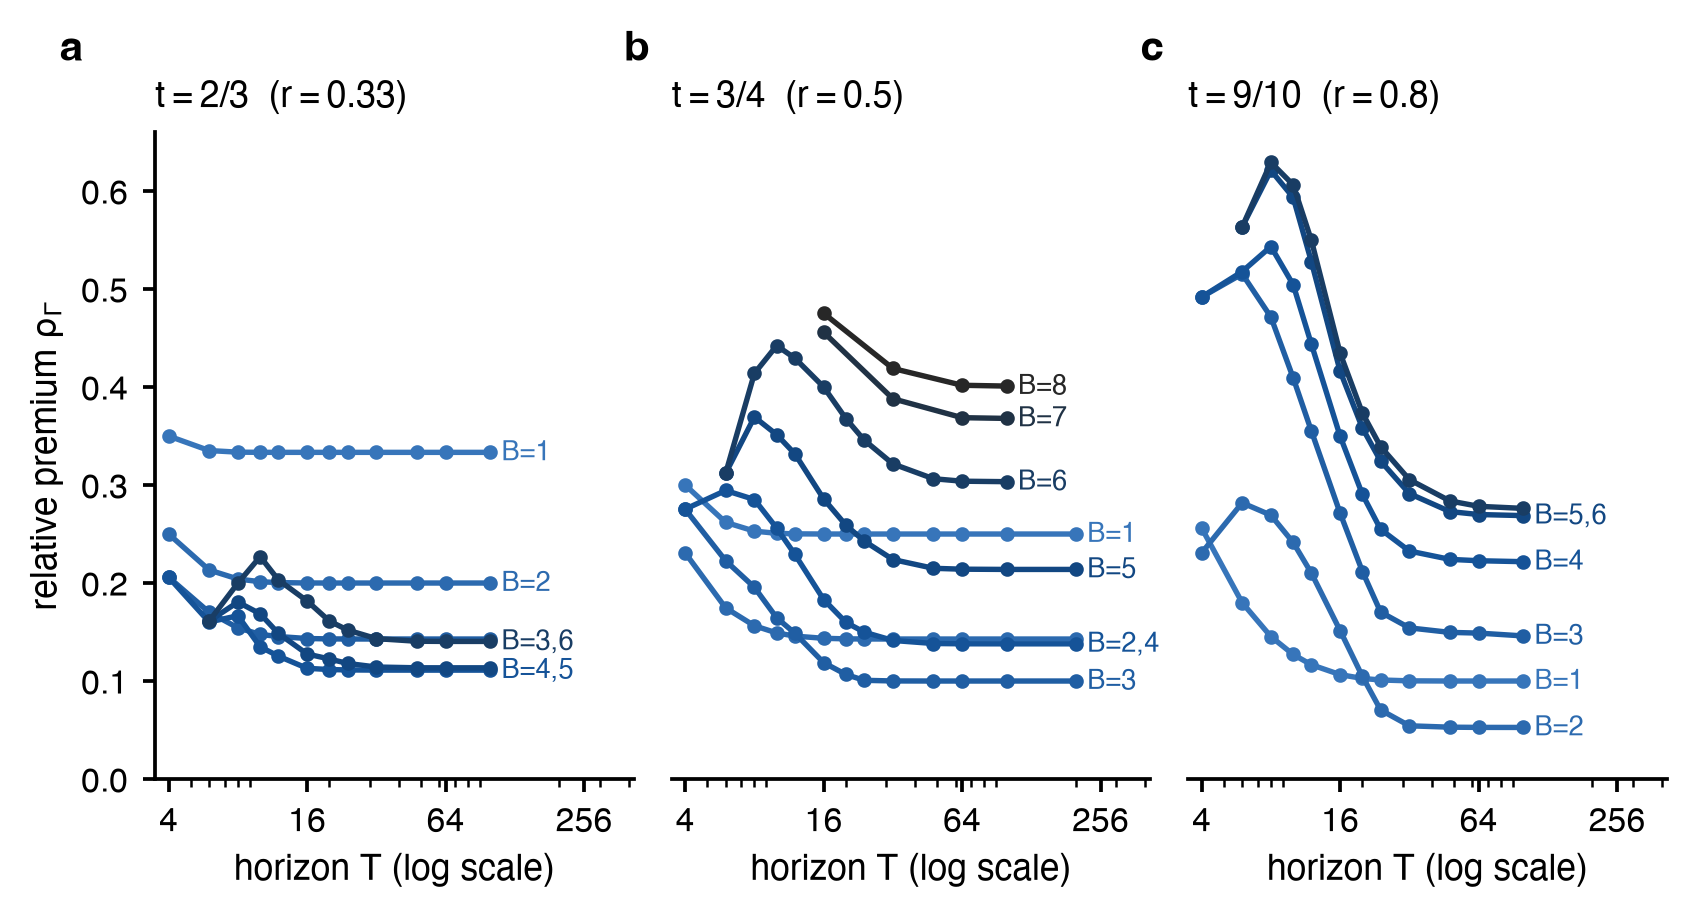 a
t = 2/3 (r = 0.33)
relative premium ρΓ
0.6
0.5
0.4
0.3
0.2
0.1
0.0
B=1
B=2
B=3,6
B=4,5
4 16 64 256
horizon T (log scale)
b
t = 3/4 (r = 0.5)
B=8
B=7
B=6
B=1
B=5
B=2,4
B=3
4 16 64 256
horizon T (log scale)
c
t = 9/10 (r = 0.8)
B=5,6
B=4
B=3
B=1
B=2
4 16 64 256
horizon T (log scale)